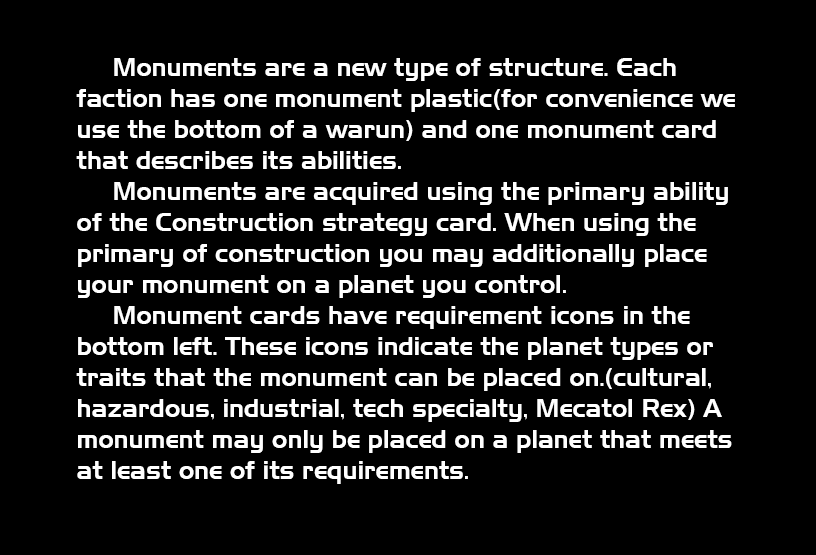 Monuments are a new type of structure. Each
faction has one monument plastic(for convenience we
use the bottom of a warun) and one monument card
that describes its abilities.
Monuments are acquired using the primary ability
of the Construction strategy card. When using the
primary of construction you may additionally place
your monument on a planet you control.
Monument cards have requirement icons in the
bottom left. These icons indicate the planet types or
traits that the monument can be placed on.(cultural,
hazardous, industrial, tech specialty, Mecatol Rex) A
monument may only be placed on a planet that meets
at least one of its requirements.